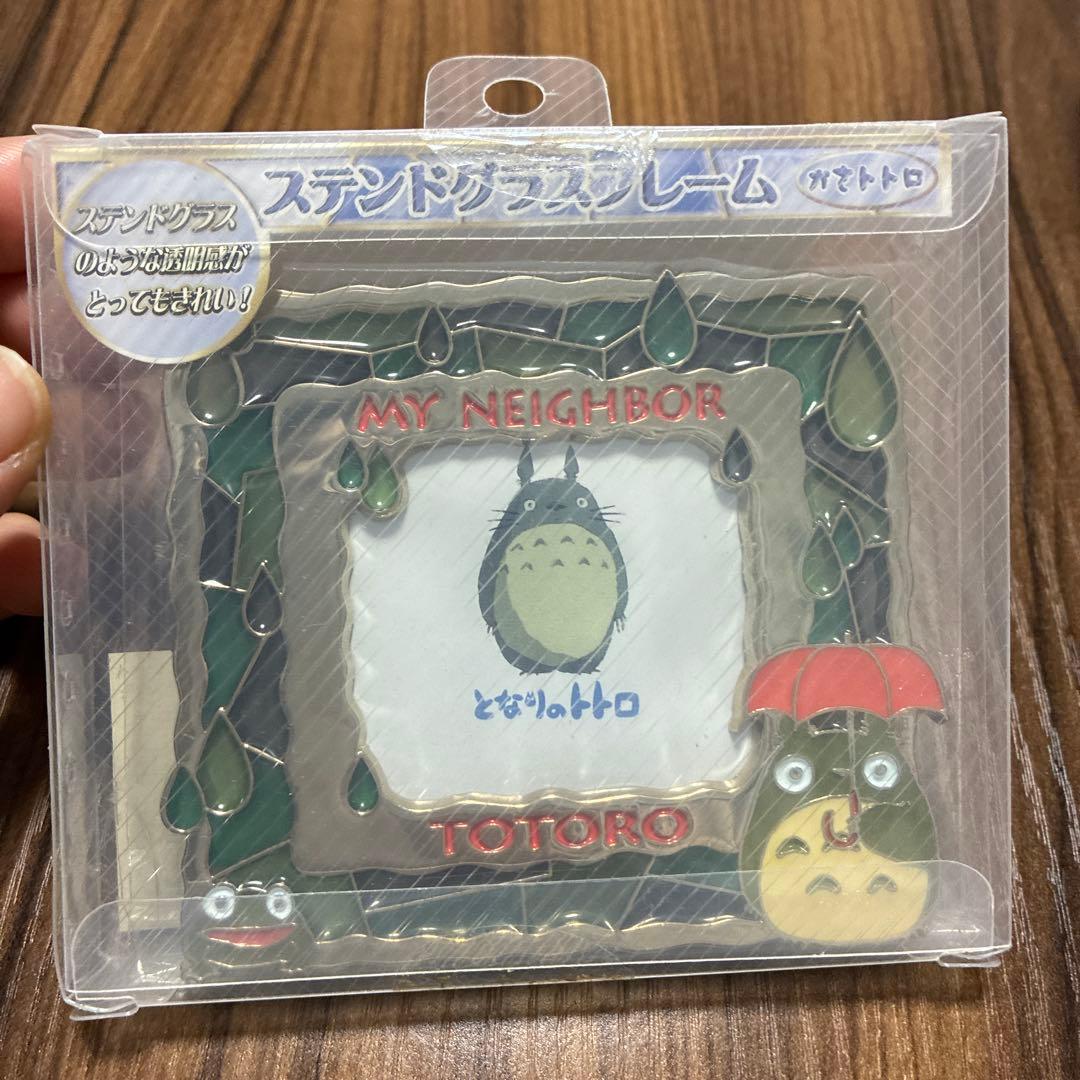 ステンドグラスフレーム
かさトトロ
ステンドグラス
のような透明感が
とってもきれい!
MY NEIGHBOR
となりのトトロ
TOTORO